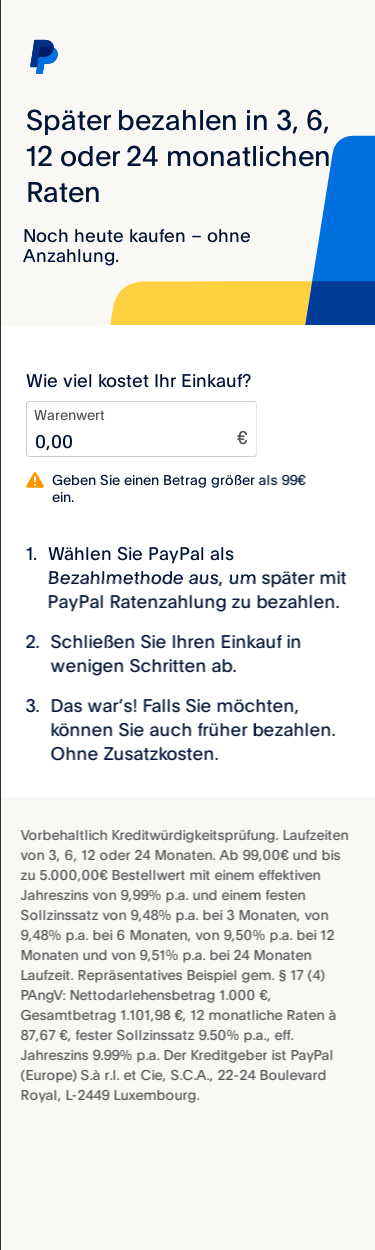 Später bezahlen in 3, 6,
12 oder 24 monatlichen
Raten
Noch heute kaufen – ohne
Anzahlung.
Wie viel kostet Ihr Einkauf?
Warenwert
0,00
€
Geben Sie einen Betrag größer als 99€
ein.
1. Wählen Sie PayPal als
Bezahlmethode aus, um später mit
PayPal Ratenzahlung zu bezahlen.
2. Schließen Sie Ihren Einkauf in
wenigen Schritten ab.
3. Das war’s! Falls Sie möchten,
können Sie auch früher bezahlen.
Ohne Zusatzkosten.
Vorbehaltlich Kreditwürdigkeitsprüfung. Laufzeiten
von 3, 6, 12 oder 24 Monaten. Ab 99,00€ und bis
zu 5.000,00€ Bestellwert mit einem effektiven
Jahreszins von 9,99% p.a. und einem festen
Sollzinssatz von 9,48% p.a. bei 3 Monaten, von
9,48% p.a. bei 6 Monaten, von 9,50% p.a. bei 12
Monaten und von 9,51% p.a. bei 24 Monaten
Laufzeit. Repräsentatives Beispiel gem. § 17 (4)
PAngV: Nettodarlehensbetrag 1.000 €,
Gesamtbetrag 1.101,98 €, 12 monatliche Raten à
87,67 €, fester Sollzinssatz 9.50% p.a., eff.
Jahreszins 9.99% p.a. Der Kreditgeber ist PayPal
(Europe) S.à r.l. et Cie, S.C.A., 22-24 Boulevard
Royal, L-2449 Luxembourg.